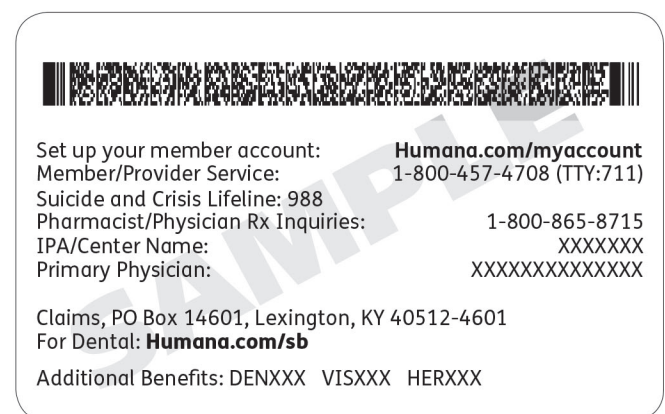 SAMPLE
Set up your member account: Humana.com/myaccount
Member/Provider Service: 1-800-457-4708 (TTY:711)
Suicide and Crisis Lifeline: 988
Pharmacist/Physician Rx Inquiries: 1-800-865-8715
IPA/Center Name: XXXXXXX
Primary Physician: XXXXXXXXXXXXXX
Claims, PO Box 14601, Lexington, KY 40512-4601
For Dental: Humana.com/sb
Additional Benefits: DENXXX VISXXX HERXXX